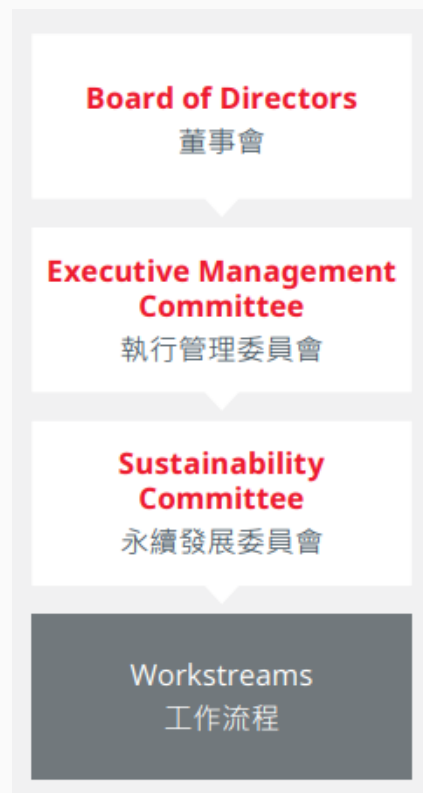 Board of Directors
董事會
Executive Management
Committee
執行管理委員會
Sustainability
Committee
永續發展委員會
Workstreams
工作流程